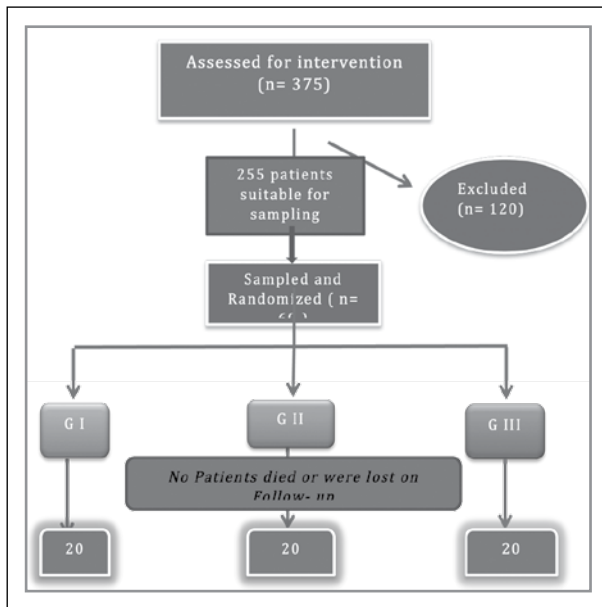 Assessed for intervention
(n= 375)
255 patients
suitable for
sampling
Excluded
(n= 120)
Sampled and
Randomized ( n=
G I
G II
G III
No Patients died or were lost on
Follow- up
20
20
20